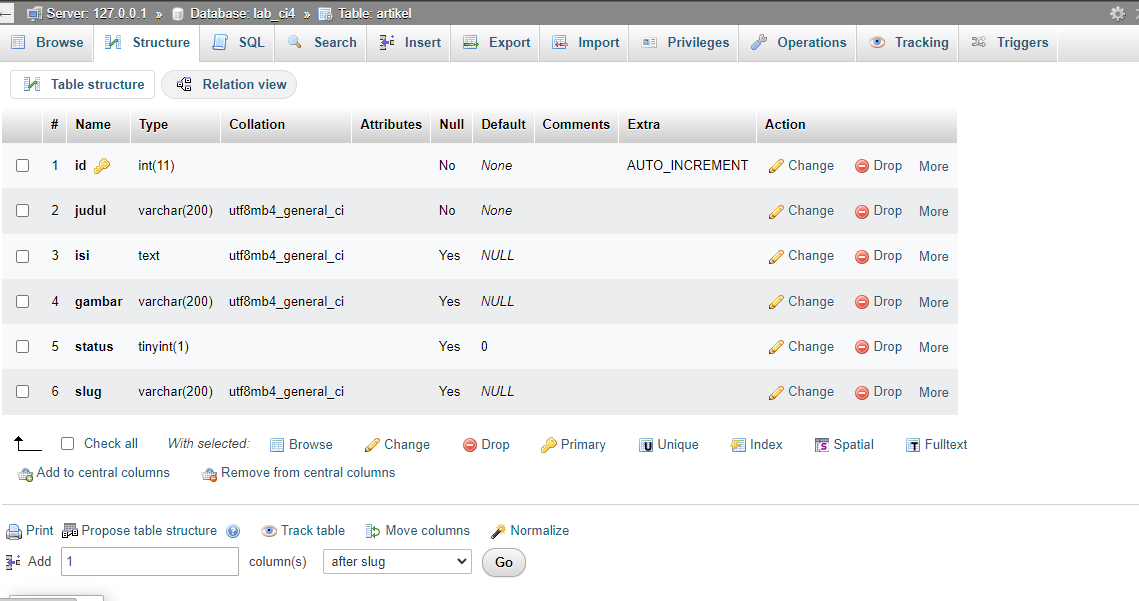 Server: 127.0.0.1 » Database: lab_ci4 » Table: artikel
Browse Structure SQL Search Insert Export Import Privileges Operations Tracking Triggers
Table structure Relation view
# Name Type Collation Attributes Null Default Comments Extra Action
1 id int(11) No None AUTO_INCREMENT Change Drop More
2 judul varchar(200) utf8mb4_general_ci No None Change Drop More
3 isi text utf8mb4_general_ci Yes NULL Change Drop More
4 gambar varchar(200) utf8mb4_general_ci Yes NULL Change Drop More
5 status tinyint(1) Yes 0 Change Drop More
6 slug varchar(200) utf8mb4_general_ci Yes NULL Change Drop More
Check all With selected: Browse Change Drop Primary U Unique Index S Spatial T Fulltext
Add to central columns Remove from central columns
Print Propose table structure ? Track table Move columns Normalize
Add 1 column(s) after slug Go